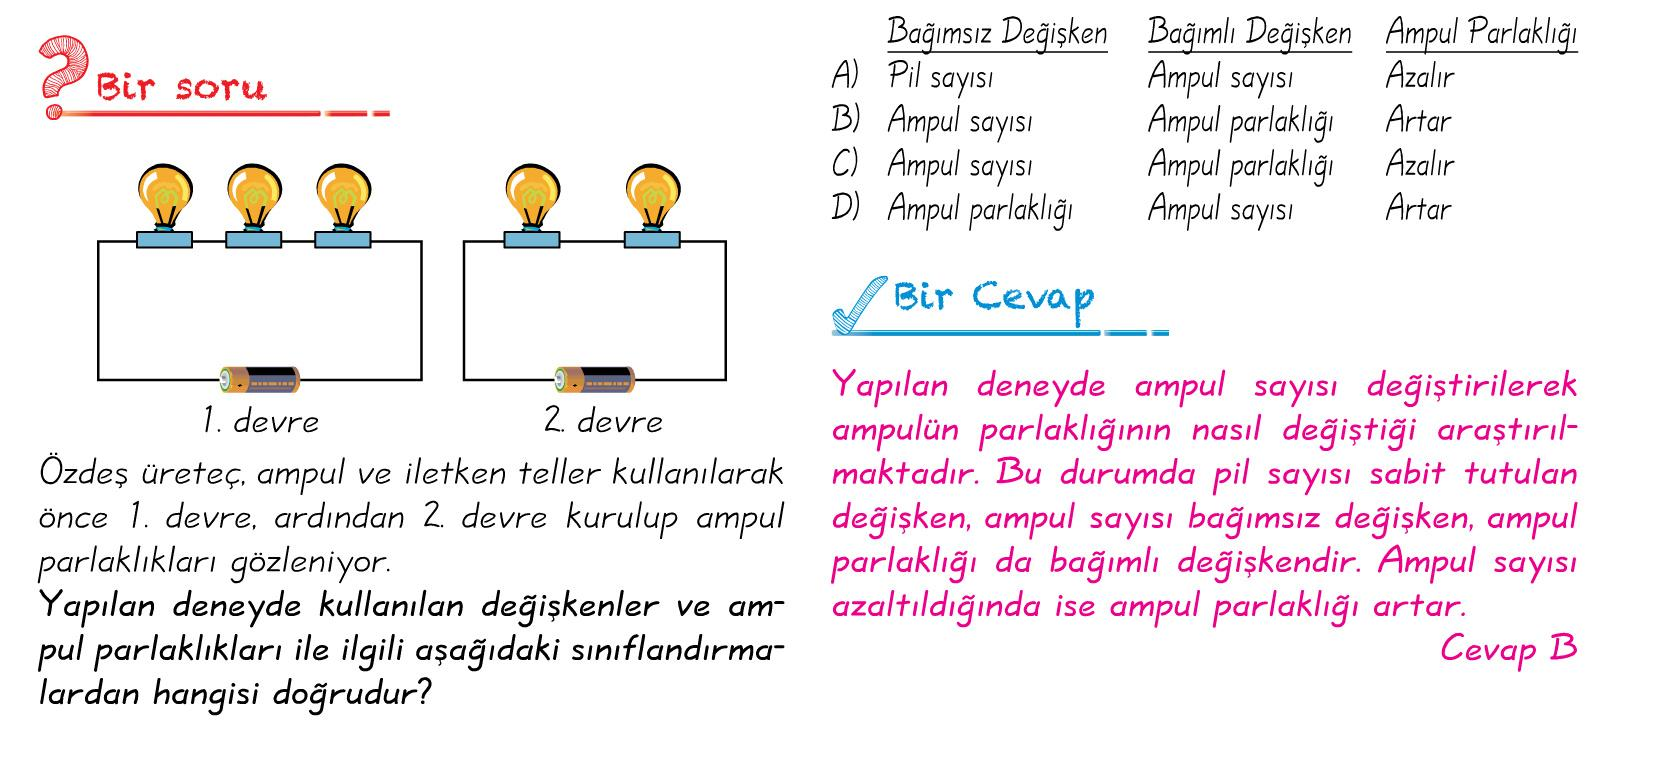 Bir soru
1. devre
2. devre
Özdeş üreteç, ampul ve iletken teller kullanılarak
önce 1. devre, ardından 2. devre kurulup ampul
parlaklıkları gözleniyor.
Yapılan deneyde kullanılan değişkenler ve am-
pul parlaklıkları ile ilgili aşağıdaki sınıflandırma-
lardan hangisi doğrudur?
Bağımsız Değişken Bağımlı Değişken Ampul Parlaklığı
A) Pil sayısı Ampul sayısı Azalır
B) Ampul sayısı Ampul parlaklığı Artar
C) Ampul sayısı Ampul parlaklığı Azalır
D) Ampul parlaklığı Ampul sayısı Artar
Bir Cevap
Yapılan deneyde ampul sayısı değiştirilerek
ampulün parlaklığının nasıl değiştiği araştırıl-
maktadır. Bu durumda pil sayısı sabit tutulan
değişken, ampul sayısı bağımsız değişken, ampul
parlaklığı da bağımlı değişkendir. Ampul sayısı
azaltıldığında ise ampul parlaklığı artar.
Cevap B